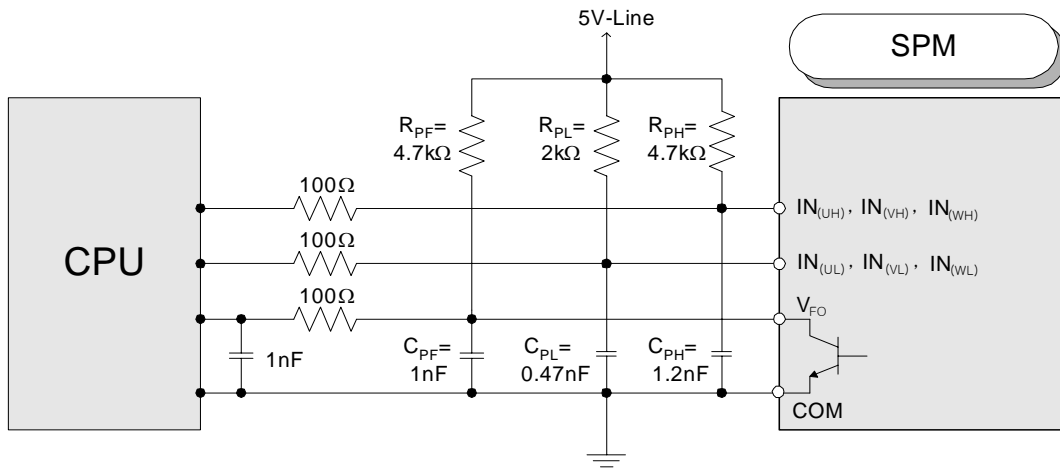 5V-Line
SPM
R_PF=
4.7kΩ
R_PL=
2kΩ
R_PH=
4.7kΩ
100Ω
IN(UH), IN(VH), IN(WH)
CPU
100Ω
IN(UL), IN(VL), IN(WL)
100Ω
V_FO
1nF
C_PF=
1nF
C_PL=
0.47nF
C_PH=
1.2nF
COM